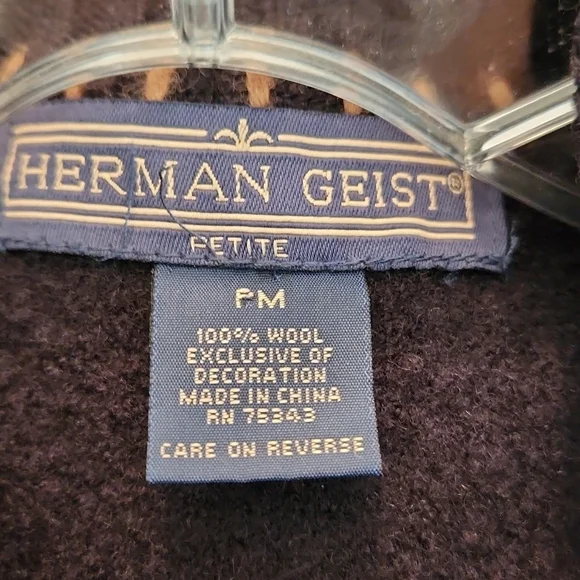 HERMAN GEIST®
PETITE
PM
100% WOOL
EXCLUSIVE OF
DECORATION
MADE IN CHINA
RN 75343
CARE ON REVERSE